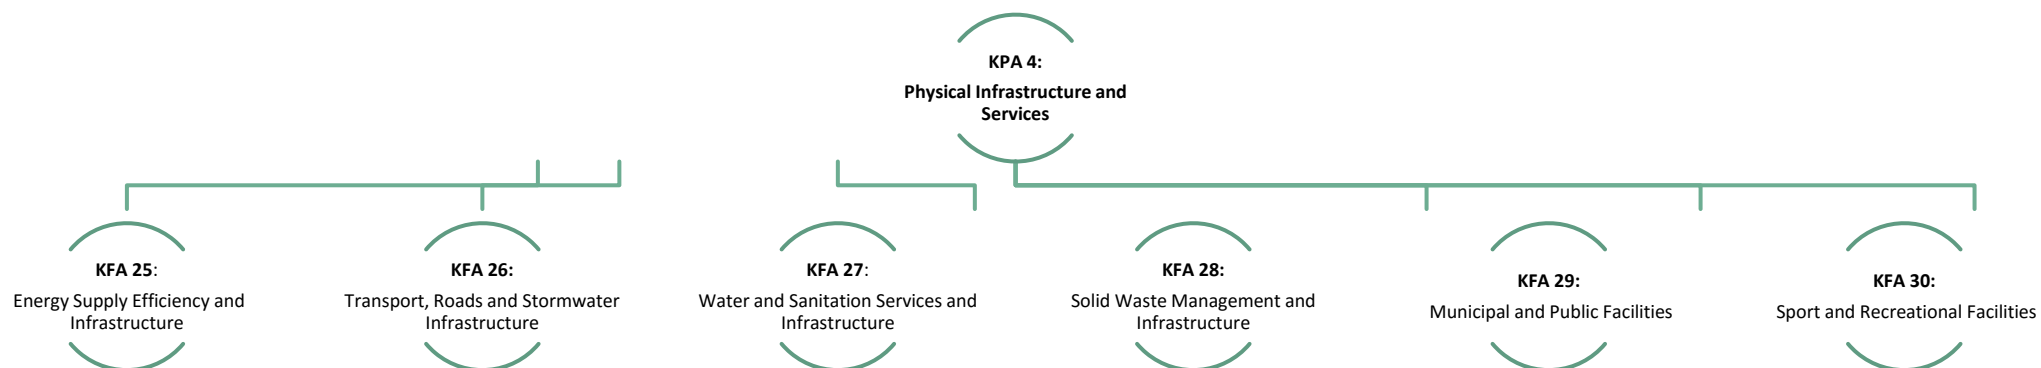 KPA 4:
Physical Infrastructure and
Services
KFA 25:
Energy Supply Efficiency and
Infrastructure
KFA 26:
Transport, Roads and Stormwater
Infrastructure
KFA 27:
Water and Sanitation Services and
Infrastructure
KFA 28:
Solid Waste Management and
Infrastructure
KFA 29:
Municipal and Public Facilities
KFA 30:
Sport and Recreational Facilities